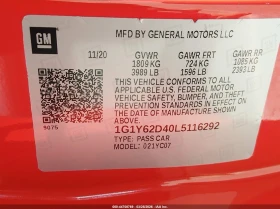 GM
MFD BY GENERAL MOTORS LLC
11/20 GVWR GAWR FRT GAWR RR
1809 KG 724 KG 1085 KG
3989 LB 1596 LB 2393 LB
THIS VEHICLE CONFORMS TO ALL APPLICABLE
U.S. FEDERAL MOTOR VEHICLE SAFETY, BUMPER,
AND THEFT PREVENTION STANDARDS IN EFFECT
ON THE DATE OF MANUFACTURE SHOWN ABOVE.
1G1Y62D40L5116292
TYPE: PASS CAR
9075 MODEL: 021YC07